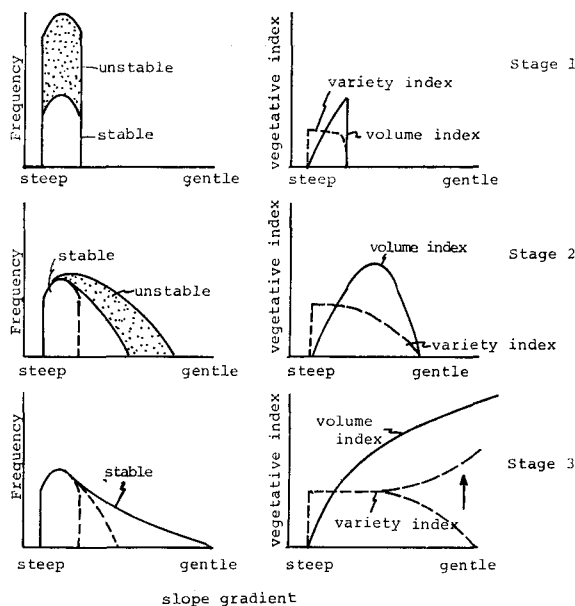 Frequency
unstable
stable
steep gentle
vegetative index
variety index
volume index
steep gentle
Stage 1
Frequency
stable
unstable
steep gentle
vegetative index
volume index
variety index
steep gentle
Stage 2
Frequency
stable
steep gentle
vegetative index
volume
index
variety index
steep gentle
Stage 3
slope gradient